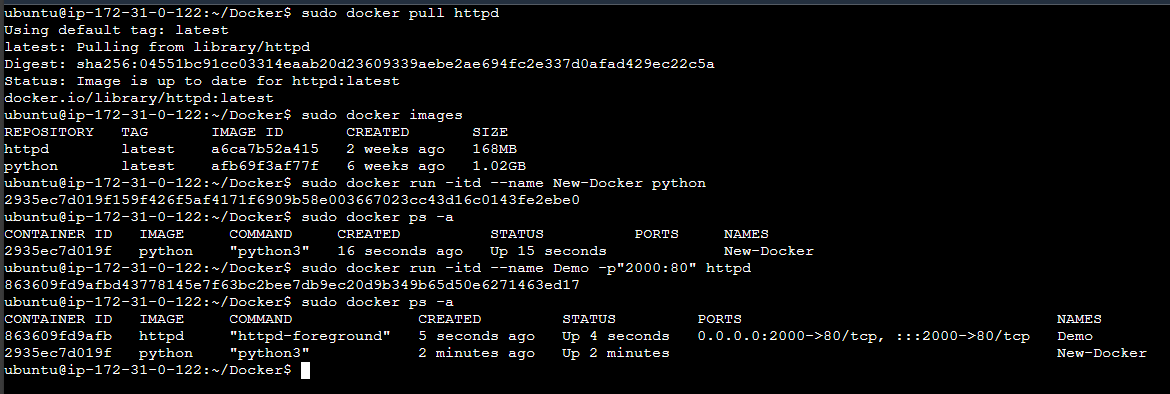 ubuntu@ip-172-31-0-122:~/Docker$ sudo docker pull httpd
Using default tag: latest
latest: Pulling from library/httpd
Digest: sha256:04551bc91cc03314eaab20d23609339aebe2ae694fc2e337d0afad429ec22c5a
Status: Image is up to date for httpd:latest
docker.io/library/httpd:latest
ubuntu@ip-172-31-0-122:~/Docker$ sudo docker images
REPOSITORY   TAG       IMAGE ID       CREATED       SIZE
httpd        latest    a6ca7b52a415   2 weeks ago   168MB
python       latest    afb69f3af77f   6 weeks ago   1.02GB
ubuntu@ip-172-31-0-122:~/Docker$ sudo docker run -itd --name New-Docker python
2935ec7d019f159f426f5af4171f6909b58e003667023cc43d16c0143fe2ebe0
ubuntu@ip-172-31-0-122:~/Docker$ sudo docker ps -a
CONTAINER ID   IMAGE     COMMAND     CREATED          STATUS          PORTS     NAMES
2935ec7d019f   python    "python3"   16 seconds ago   Up 15 seconds             New-Docker
ubuntu@ip-172-31-0-122:~/Docker$ sudo docker run -itd --name Demo -p"2000:80" httpd
863609fd9afbd43778145e7f63bc2bee7db9ec20d9b349b65d50e6271463ed17
ubuntu@ip-172-31-0-122:~/Docker$ sudo docker ps -a
CONTAINER ID   IMAGE     COMMAND              CREATED         STATUS         PORTS                                   NAMES
863609fd9afb   httpd     "httpd-foreground"   5 seconds ago   Up 4 seconds   0.0.0.0:2000->80/tcp, :::2000->80/tcp   Demo
2935ec7d019f   python    "python3"            2 minutes ago   Up 2 minutes                                           New-Docker
ubuntu@ip-172-31-0-122:~/Docker$